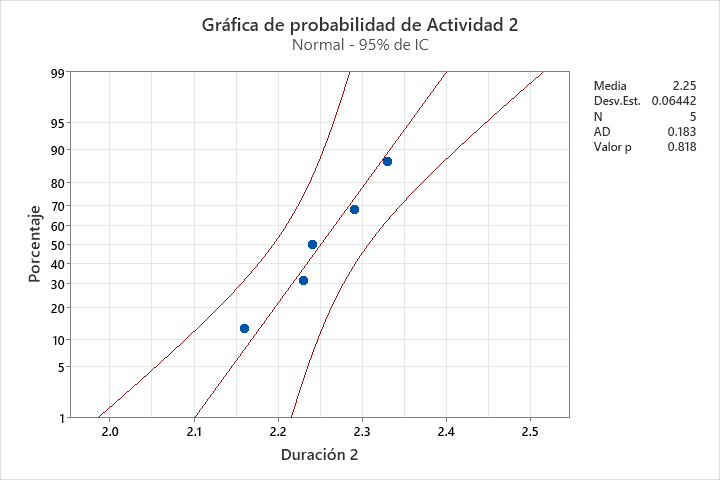 Gráfica de probabilidad de Actividad 2
Normal - 95% de IC
Media 2.25
Desv.Est. 0.06442
N 5
AD 0.183
Valor p 0.818
Porcentaje
99
95
90
80
70
60
50
40
30
20
10
5
1
2.0 2.1 2.2 2.3 2.4 2.5
Duración 2